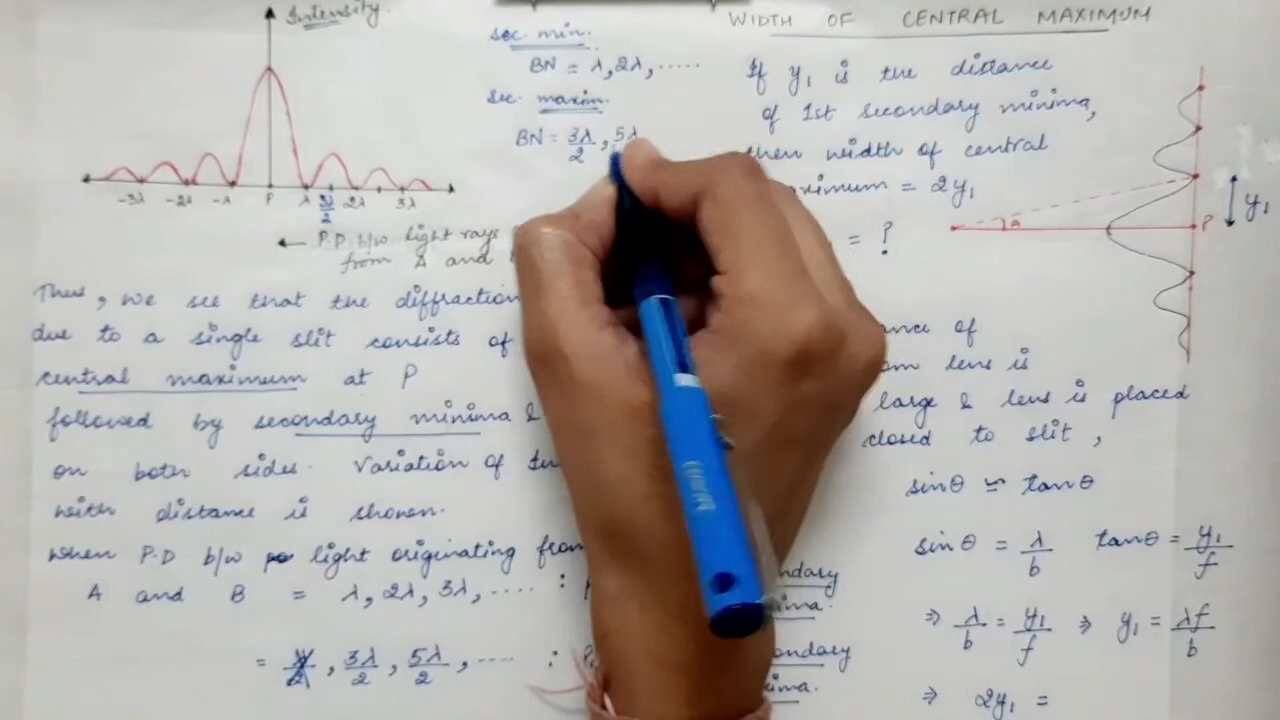 Intensity.
-3λ -2λ -λ P λ 3λ/2 2λ 3λ
← P.D b/w light rays
from A and
Thus, we see that the diffraction
due to a single slit consists of
central maximum at P
followed by secondary minima &
on both sides. Variation of
with distance is shown.
when P.D b/w light originating from
A and B = λ, 2λ, 3λ, .... :
= , 3λ/2, 5λ/2, .... :
sec. min.
BN = λ, 2λ, .....
sec. maxim.
BN = 3λ/2, 5λ
WIDTH OF CENTRAL MAXIMUM
If y₁ is the distance
of 1st secondary minima,
then width of central
= 2y₁
= ?
of
lens is
large & lens is placed
closed to slit,
sinθ ≃ tanθ
sinθ = λ/b tanθ = y₁/f
⇒ λ/b = y₁/f ⇒ y₁ = λf/b
⇒ 2y₁ =
P
y₁